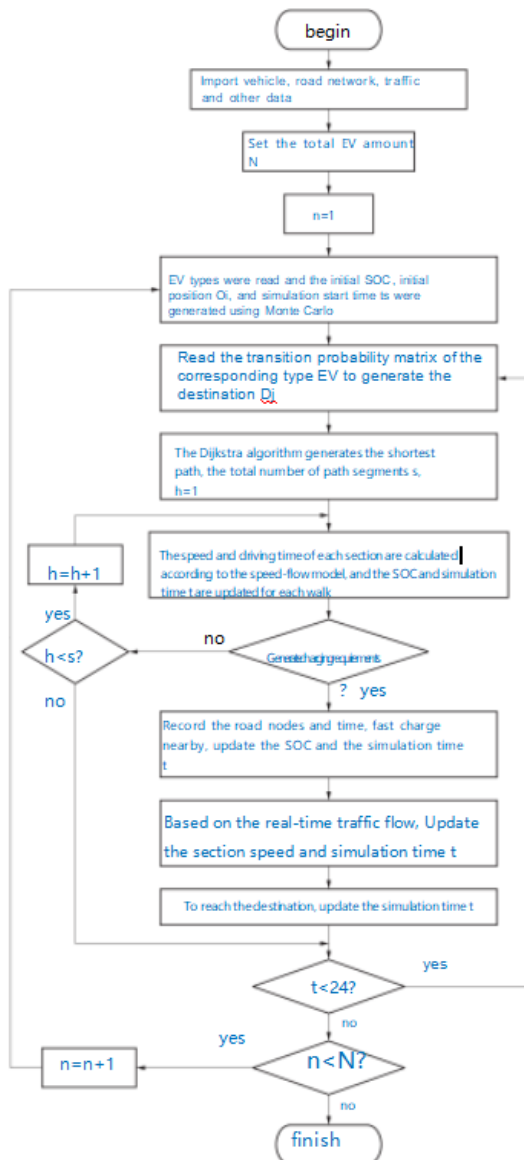 begin
Import vehicle, road network, traffic
and other data
Set the total EV amount
N
n=1
EV types were read and the initial SOC, initial
position Oi, and simulation start time ts were
generated using Monte Carlo
Read the transition probability matrix of the
corresponding type EV to generate the
destination Dj
The Dijkstra algorithm generates the shortest
path, the total number of path segments s,
h=1
The speed and driving time of each section are calculated
according to the speed-flow model, and the SOC and simulation
time t are updated for each walk
h=h+1
yes
h<s?
no
no
Generate charging requirements
? yes
Record the road nodes and time, fast charge
nearby, update the SOC and the simulation time
t
Based on the real-time traffic flow, Update
the section speed and simulation time t
To reach the destination, update the simulation time t
t<24?
yes
no
n<N?
yes
n=n+1
no
finish